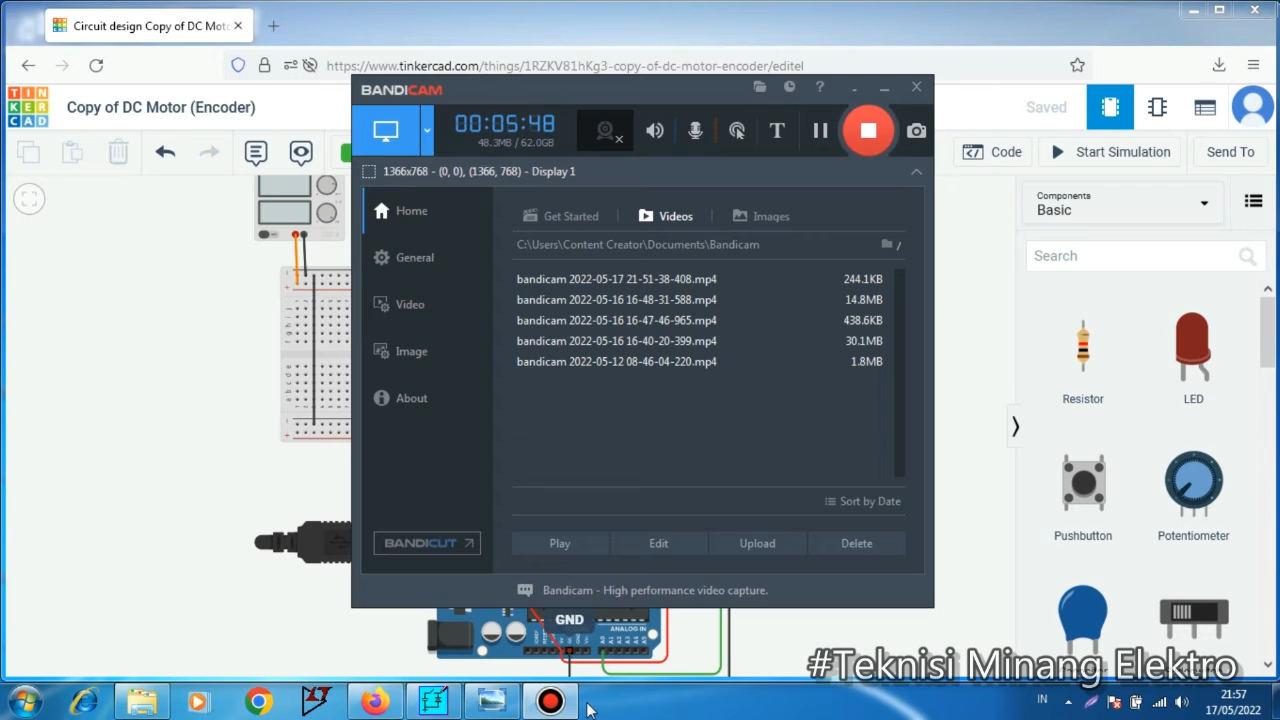 Circuit design Copy of DC Moto
https://www.tinkercad.com/things/1RZKV81hKg3-copy-of-dc-motor-encoder/editel
TIN
KER
CAD
Copy of DC Motor (Encoder)
Saved
Code
Start Simulation
Send To
BANDICAM
00:05:48
48.3MB / 62.0GB
1366x768 - (0, 0), (1366, 768) - Display 1
Home
General
Video
Image
About
BANDICUT
Get Started
Videos
Images
C:\Users\Content Creator\Documents\Bandicam
bandicam 2022-05-17 21-51-38-408.mp4 244.1KB
bandicam 2022-05-16 16-48-31-588.mp4 14.8MB
bandicam 2022-05-16 16-47-46-965.mp4 438.6KB
bandicam 2022-05-16 16-40-20-399.mp4 30.1MB
bandicam 2022-05-12 08-46-04-220.mp4 1.8MB
Sort by Date
Play
Edit
Upload
Delete
Bandicam - High performance video capture.
Components
Basic
Search
Resistor
LED
Pushbutton
Potentiometer
GND
ANALOG IN
#Teknisi Minang Elektro
IN
21:57
17/05/2022